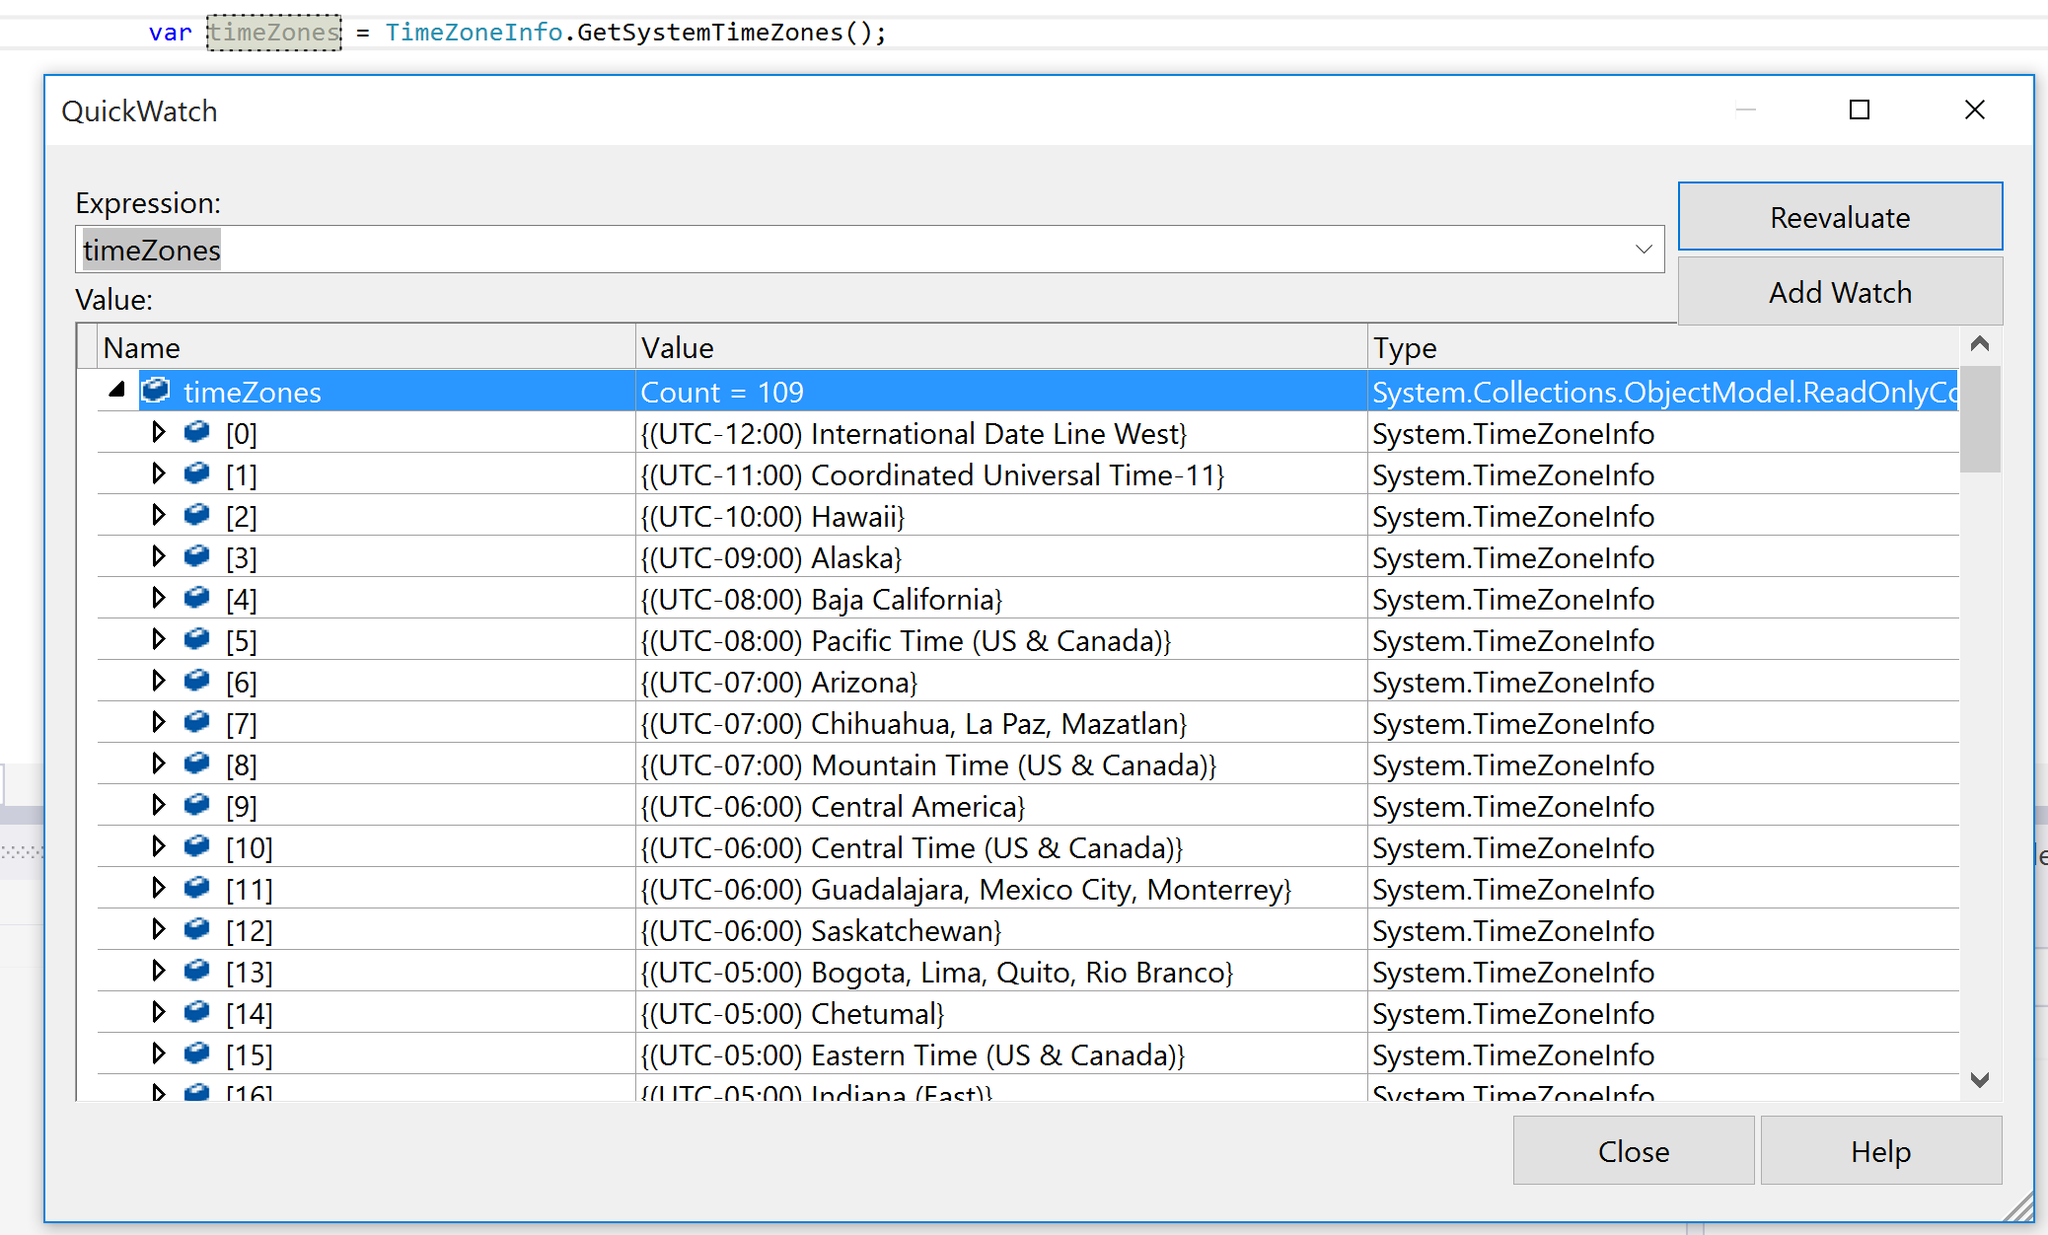 var timeZones = TimeZoneInfo.GetSystemTimeZones();
QuickWatch
Expression:
timeZones
Reevaluate
Add Watch
Value:
Name Value Type
timeZones Count = 109 System.Collections.ObjectModel.ReadOnlyCo
[0] {(UTC-12:00) International Date Line West} System.TimeZoneInfo
[1] {(UTC-11:00) Coordinated Universal Time-11} System.TimeZoneInfo
[2] {(UTC-10:00) Hawaii} System.TimeZoneInfo
[3] {(UTC-09:00) Alaska} System.TimeZoneInfo
[4] {(UTC-08:00) Baja California} System.TimeZoneInfo
[5] {(UTC-08:00) Pacific Time (US & Canada)} System.TimeZoneInfo
[6] {(UTC-07:00) Arizona} System.TimeZoneInfo
[7] {(UTC-07:00) Chihuahua, La Paz, Mazatlan} System.TimeZoneInfo
[8] {(UTC-07:00) Mountain Time (US & Canada)} System.TimeZoneInfo
[9] {(UTC-06:00) Central America} System.TimeZoneInfo
[10] {(UTC-06:00) Central Time (US & Canada)} System.TimeZoneInfo
[11] {(UTC-06:00) Guadalajara, Mexico City, Monterrey} System.TimeZoneInfo
[12] {(UTC-06:00) Saskatchewan} System.TimeZoneInfo
[13] {(UTC-05:00) Bogota, Lima, Quito, Rio Branco} System.TimeZoneInfo
[14] {(UTC-05:00) Chetumal} System.TimeZoneInfo
[15] {(UTC-05:00) Eastern Time (US & Canada)} System.TimeZoneInfo
[16] {(UTC-05:00) Indiana (East)} System.TimeZoneInfo
Close
Help